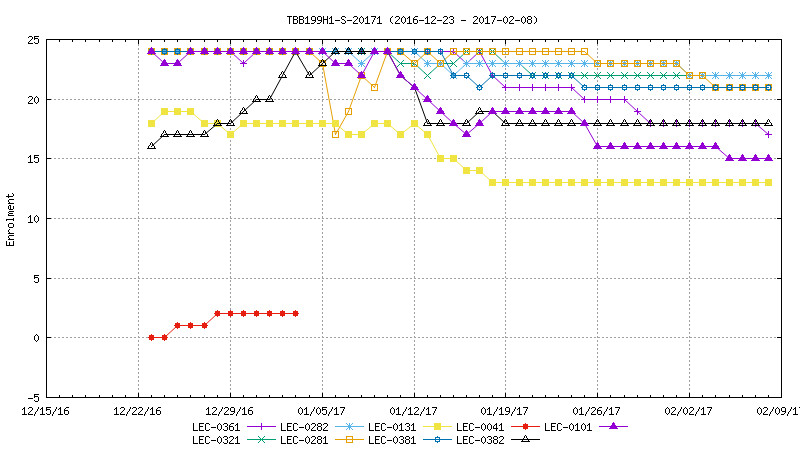 TBB199H1-S-20171 (2016-12-23 - 2017-02-08)
25
20
15
10
5
0
-5
Enrolment
12/15/16 12/22/16 12/29/16 01/05/17 01/12/17 01/19/17 01/26/17 02/02/17 02/09/17
LEC-0361 LEC-0282 LEC-0131 LEC-0041 LEC-0101
LEC-0321 LEC-0281 LEC-0381 LEC-0382